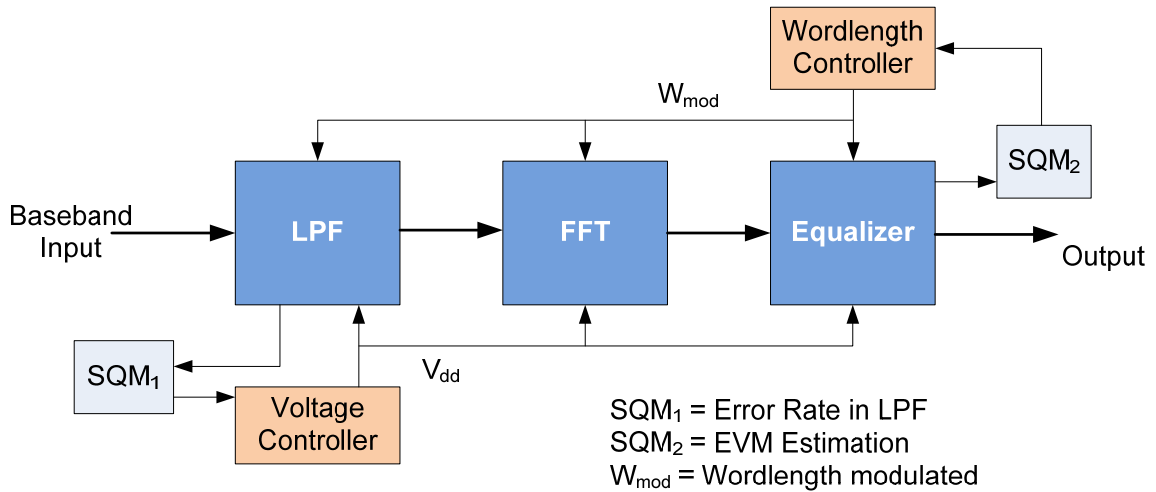 Wordlength
Controller
Wmod
SQM2
Baseband
Input
LPF
FFT
Equalizer
Output
SQM1
Vdd
Voltage
Controller
SQM1 = Error Rate in LPF
SQM2 = EVM Estimation
Wmod = Wordlength modulated